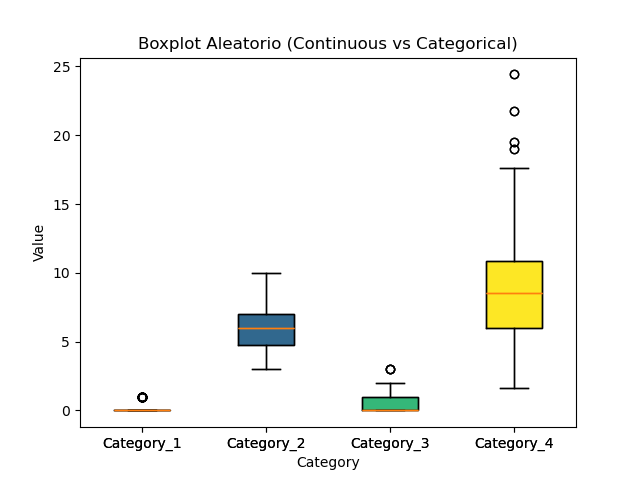 Boxplot Aleatorio (Continuous vs Categorical)
25
20
15
10
5
0
Value
Category_1 Category_2 Category_3 Category_4
Category